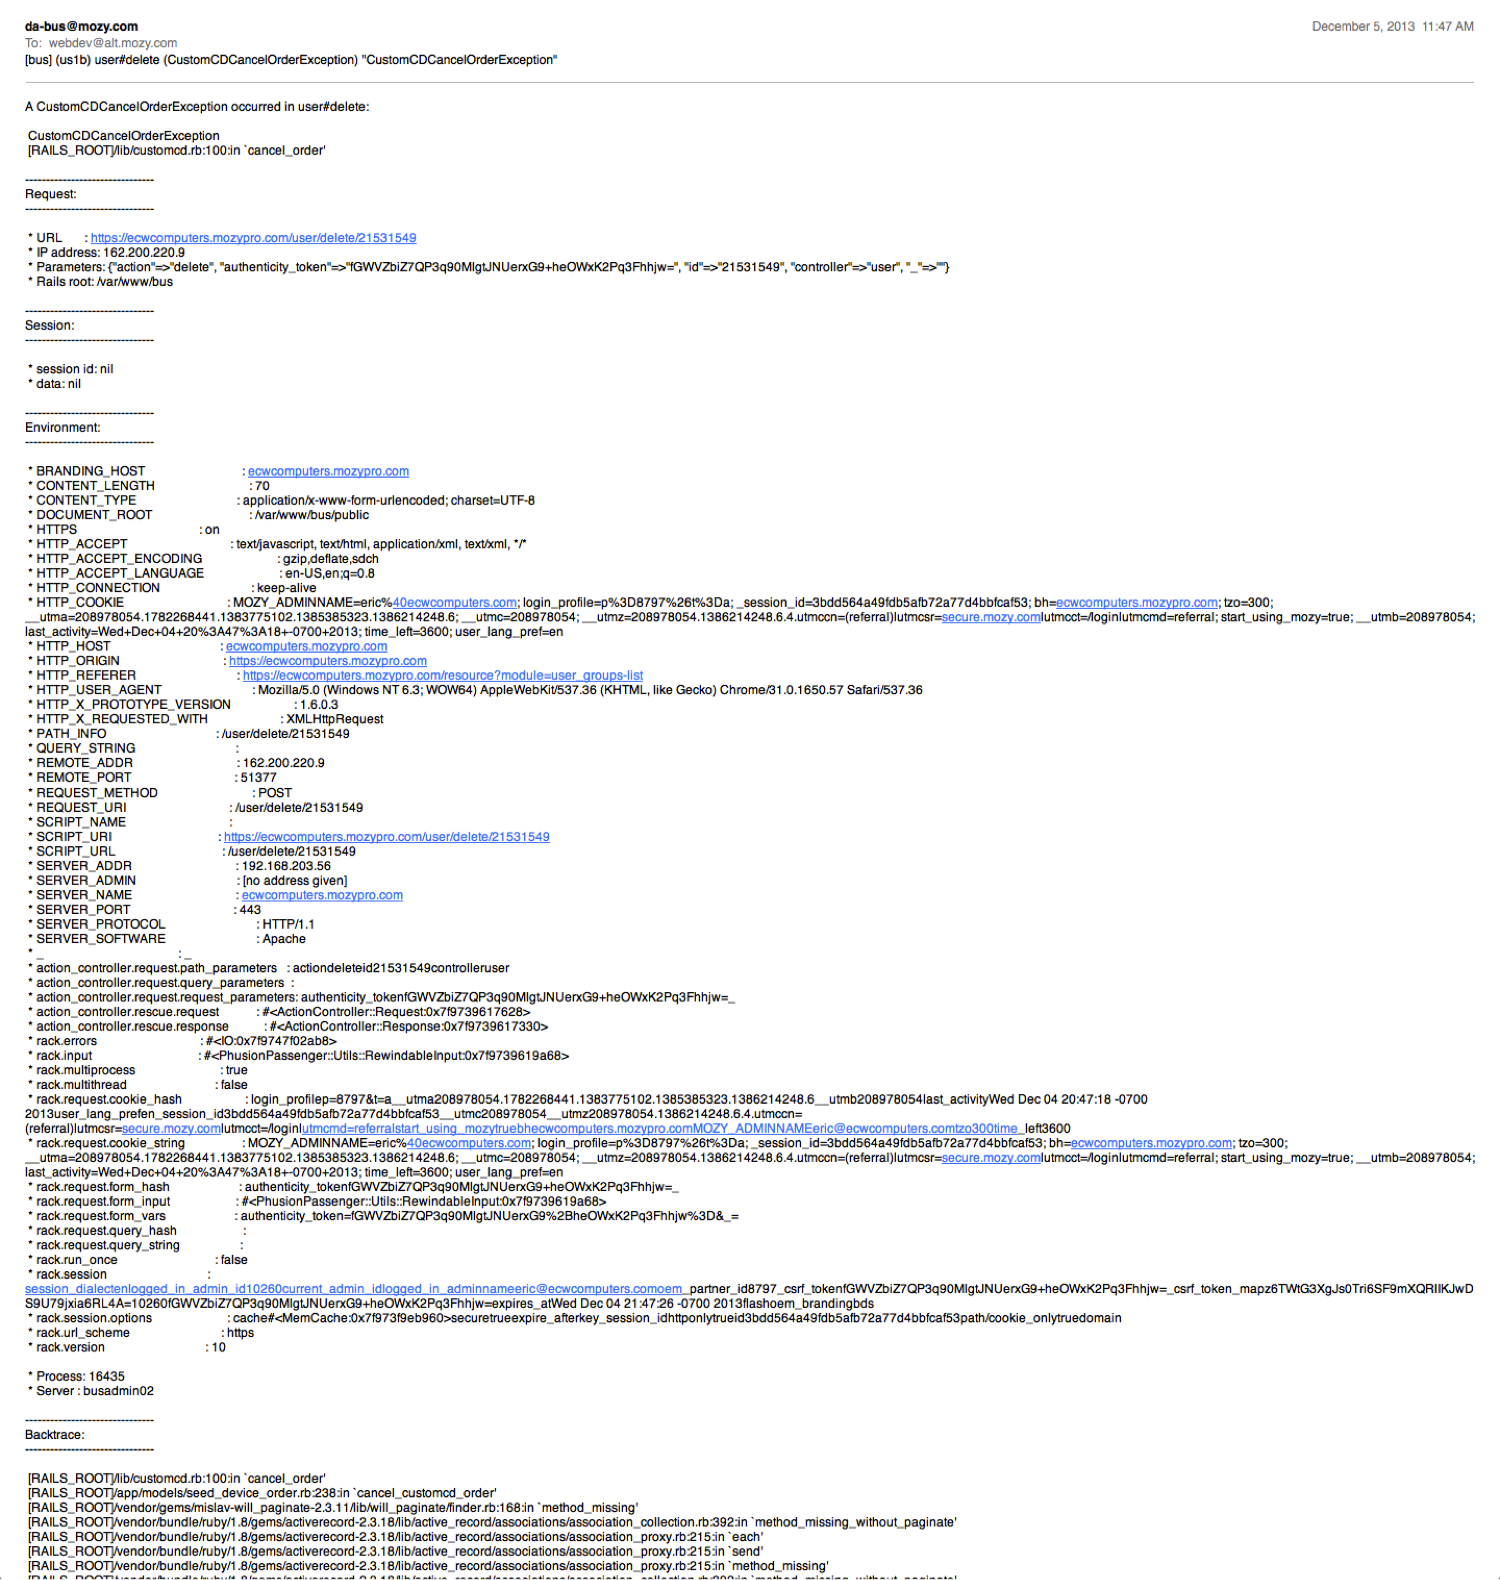 da-bus@mozy.com
December 5, 2013 11:47 AM
To: webdev@alt.mozy.com
[bus] (us1b) user#delete (CustomCDCancelOrderException) "CustomCDCancelOrderException"
A CustomCDCancelOrderException occurred in user#delete:
CustomCDCancelOrderException
[RAILS_ROOT]/lib/customcd.rb:100:in `cancel_order'
-------------------------------
Request:
-------------------------------
* URL : https://ecwcomputers.mozypro.com/user/delete/21531549
* IP address: 162.200.220.9
* Parameters: {"action"=>"delete", "authenticity_token"=>"fGWVZbiZ7QP3q90MlgtJNUerxG9+heOWxK2Pq3Fhhjw=", "id"=>"21531549", "controller"=>"user", "_"=>""}
* Rails root: /var/www/bus
-------------------------------
Session:
-------------------------------
* session id: nil
* data: nil
-------------------------------
Environment:
-------------------------------
* BRANDING_HOST : ecwcomputers.mozypro.com
* CONTENT_LENGTH : 70
* CONTENT_TYPE : application/x-www-form-urlencoded; charset=UTF-8
* DOCUMENT_ROOT : /var/www/bus/public
* HTTPS : on
* HTTP_ACCEPT : text/javascript, text/html, application/xml, text/xml, */*
* HTTP_ACCEPT_ENCODING : gzip,deflate,sdch
* HTTP_ACCEPT_LANGUAGE : en-US,en;q=0.8
* HTTP_CONNECTION : keep-alive
* HTTP_COOKIE : MOZY_ADMINNAME=eric%40ecwcomputers.com; login_profile=p%3D8797%26t%3Da; _session_id=3bdd564a49fdb5afb72a77d4bbfcaf53; bh=ecwcomputers.mozypro.com; tzo=300;
__utma=208978054.1782268441.1383775102.1385385323.1386214248.6; __utmc=208978054; __utmz=208978054.1386214248.6.4.utmccn=(referral)|utmcsr=secure.mozy.com|utmcct=/login|utmcmd=referral; start_using_mozy=true; __utmb=208978054;
last_activity=Wed+Dec+04+20%3A47%3A18+-0700+2013; time_left=3600; user_lang_pref=en
* HTTP_HOST : ecwcomputers.mozypro.com
* HTTP_ORIGIN : https://ecwcomputers.mozypro.com
* HTTP_REFERER : https://ecwcomputers.mozypro.com/resource?module=user_groups-list
* HTTP_USER_AGENT : Mozilla/5.0 (Windows NT 6.3; WOW64) AppleWebKit/537.36 (KHTML, like Gecko) Chrome/31.0.1650.57 Safari/537.36
* HTTP_X_PROTOTYPE_VERSION : 1.6.0.3
* HTTP_X_REQUESTED_WITH : XMLHttpRequest
* PATH_INFO : /user/delete/21531549
* QUERY_STRING :
* REMOTE_ADDR : 162.200.220.9
* REMOTE_PORT : 51377
* REQUEST_METHOD : POST
* REQUEST_URI : /user/delete/21531549
* SCRIPT_NAME :
* SCRIPT_URI : https://ecwcomputers.mozypro.com/user/delete/21531549
* SCRIPT_URL : /user/delete/21531549
* SERVER_ADDR : 192.168.203.56
* SERVER_ADMIN : [no address given]
* SERVER_NAME : ecwcomputers.mozypro.com
* SERVER_PORT : 443
* SERVER_PROTOCOL : HTTP/1.1
* SERVER_SOFTWARE : Apache
* _ : _
* action_controller.request.path_parameters : actiondeleteid21531549controlleruser
* action_controller.request.query_parameters :
* action_controller.request.request_parameters: authenticity_tokenfGWVZbiZ7QP3q90MlgtJNUerxG9+heOWxK2Pq3Fhhjw=_
* action_controller.rescue.request : #<ActionController::Request:0x7f9739617628>
* action_controller.rescue.response : #<ActionController::Response:0x7f9739617330>
* rack.errors : #<IO:0x7f9747f02ab8>
* rack.input : #<PhusionPassenger::Utils::RewindableInput:0x7f9739619a68>
* rack.multiprocess : true
* rack.multithread : false
* rack.request.cookie_hash : login_profilep=8797&t=a__utma208978054.1782268441.1383775102.1385385323.1386214248.6__utmb208978054last_activityWed Dec 04 20:47:18 -0700
2013user_lang_prefen_session_id3bdd564a49fdb5afb72a77d4bbfcaf53__utmc208978054__utmz208978054.1386214248.6.4.utmccn=
(referral)|utmcsr=secure.mozy.com|utmcct=/login|utmcmd=referralstart_using_mozytruebhecwcomputers.mozypro.comMOZY_ADMINNAMEeric@ecwcomputers.comtzo300time_left3600
* rack.request.cookie_string : MOZY_ADMINNAME=eric%40ecwcomputers.com; login_profile=p%3D8797%26t%3Da; _session_id=3bdd564a49fdb5afb72a77d4bbfcaf53; bh=ecwcomputers.mozypro.com; tzo=300;
__utma=208978054.1782268441.1383775102.1385385323.1386214248.6; __utmc=208978054; __utmz=208978054.1386214248.6.4.utmccn=(referral)|utmcsr=secure.mozy.com|utmcct=/login|utmcmd=referral; start_using_mozy=true; __utmb=208978054;
last_activity=Wed+Dec+04+20%3A47%3A18+-0700+2013; time_left=3600; user_lang_pref=en
* rack.request.form_hash : authenticity_tokenfGWVZbiZ7QP3q90MlgtJNUerxG9+heOWxK2Pq3Fhhjw=_
* rack.request.form_input : #<PhusionPassenger::Utils::RewindableInput:0x7f9739619a68>
* rack.request.form_vars : authenticity_token=fGWVZbiZ7QP3q90MlgtJNUerxG9%2BheOWxK2Pq3Fhhjw%3D&_=
* rack.request.query_hash :
* rack.request.query_string :
* rack.run_once : false
* rack.session :
session_dialectenlogged_in_admin_id10260current_admin_idlogged_in_adminnameeric@ecwcomputers.comoem_partner_id8797_csrf_tokenfGWVZbiZ7QP3q90MlgtJNUerxG9+heOWxK2Pq3Fhhjw=_csrf_token_mapz6TWtG3XgJs0Tri6SF9mXQRIIKJwD
S9U79jxia6RL4A=10260fGWVZbiZ7QP3q90MlgtJNUerxG9+heOWxK2Pq3Fhhjw=expires_atWed Dec 04 21:47:26 -0700 2013flashoem_brandingbds
* rack.session.options : cache#<MemCache:0x7f973f9eb960>securetrueexpire_afterkey_session_idhttponlytrueid3bdd564a49fdb5afb72a77d4bbfcaf53path/cookie_onlytruedomain
* rack.url_scheme : https
* rack.version : 10
* Process: 16435
* Server : busadmin02
-------------------------------
Backtrace:
-------------------------------
[RAILS_ROOT]/lib/customcd.rb:100:in `cancel_order'
[RAILS_ROOT]/app/models/seed_device_order.rb:238:in `cancel_customcd_order'
[RAILS_ROOT]/vendor/gems/mislav-will_paginate-2.3.11/lib/will_paginate/finder.rb:168:in `method_missing'
[RAILS_ROOT]/vendor/bundle/ruby/1.8/gems/activerecord-2.3.18/lib/active_record/associations/association_collection.rb:392:in `method_missing_without_paginate'
[RAILS_ROOT]/vendor/bundle/ruby/1.8/gems/activerecord-2.3.18/lib/active_record/associations/association_proxy.rb:215:in `each'
[RAILS_ROOT]/vendor/bundle/ruby/1.8/gems/activerecord-2.3.18/lib/active_record/associations/association_proxy.rb:215:in `send'
[RAILS_ROOT]/vendor/bundle/ruby/1.8/gems/activerecord-2.3.18/lib/active_record/associations/association_proxy.rb:215:in `method_missing'